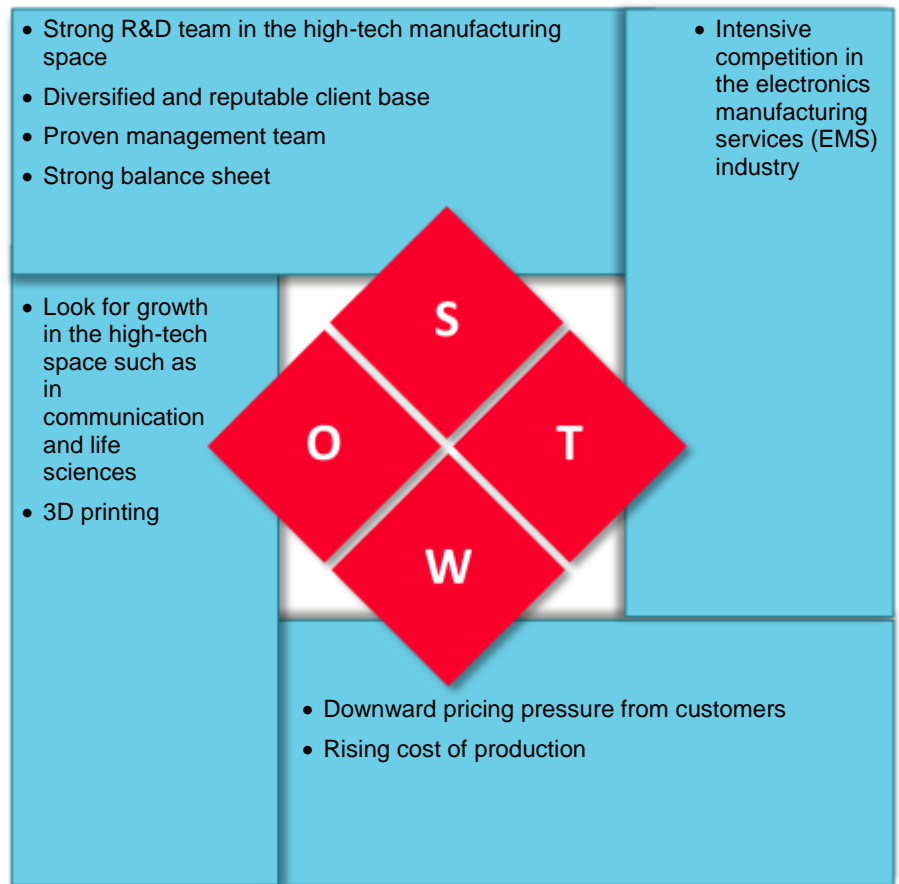 • Strong R&D team in the high-tech manufacturing
space
• Diversified and reputable client base
• Proven management team
• Strong balance sheet
• Intensive
competition in
the electronics
manufacturing
services (EMS)
industry
• Look for growth
in the high-tech
space such as
in
communication
and life
sciences
• 3D printing
S
O
T
W
• Downward pricing pressure from customers
• Rising cost of production